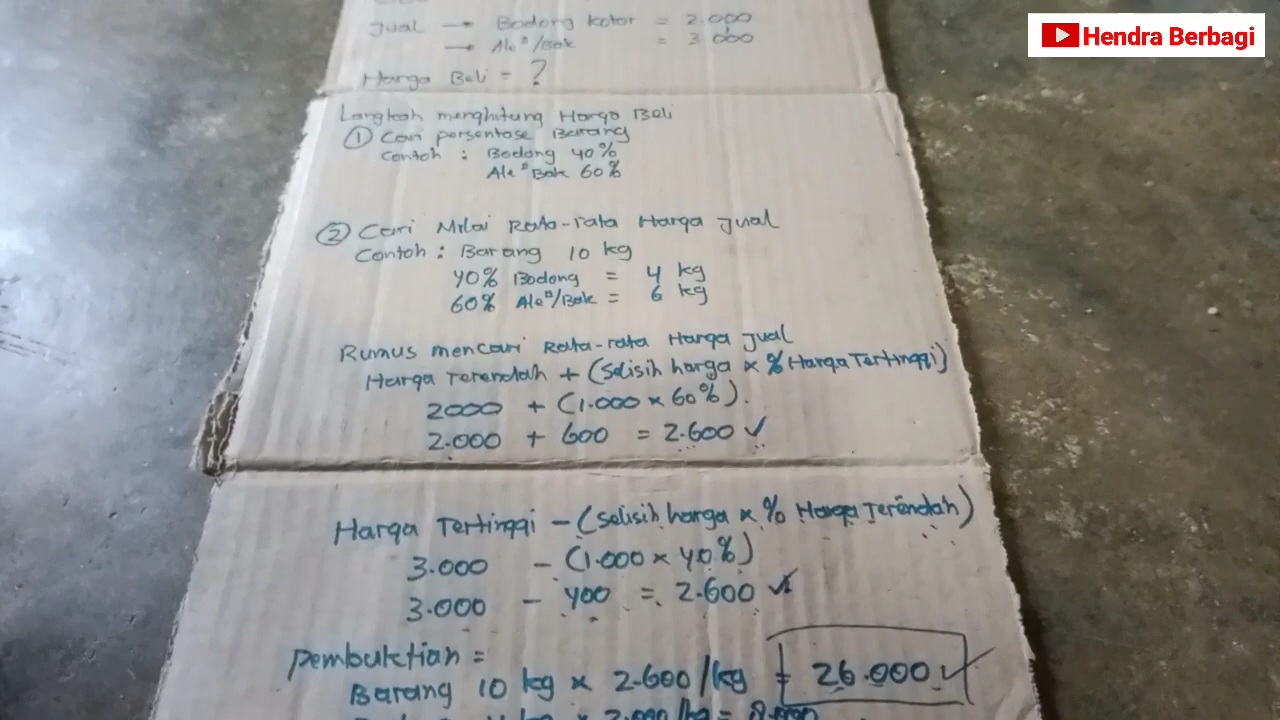 Hendra Berbagi
Jual → Bodong kotor = 2.000
→ Ale"/Bak = 3.000
Harga Beli = ?
Langkah menghitung Harga Beli
① Cari persentase Barang
Contoh : Bodong 40%
Ale" Bak 60%
② Cari Nilai Rata-rata Harga Jual
Contoh : Barang 10 kg
40% Bodong = 4 kg
60% Ale"/Bak = 6 kg
Rumus mencari Rata-rata Harga Jual
Harga Terendah + (Selisih harga x % Harga Tertinggi)
2000 + (1.000 x 60%).
2.000 + 600 = 2.600 ✓
Harga Tertinggi - (Selisih harga x % Harga Terendah)
3.000 - (1.000 x 40%)
3.000 - 400 = 2.600 ✓
Pembuktian =
Barang 10 kg x 2.600/kg = 26.000 ✓